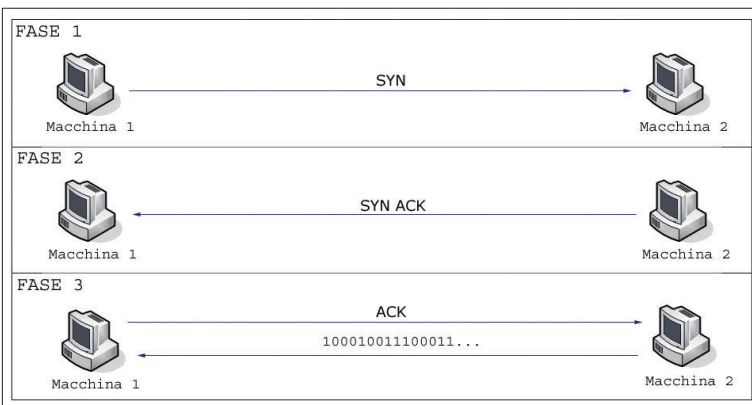 FASE 1
SYN
Macchina 1
Macchina 2
FASE 2
SYN ACK
Macchina 1
Macchina 2
FASE 3
ACK
100010011100011...
Macchina 1
Macchina 2